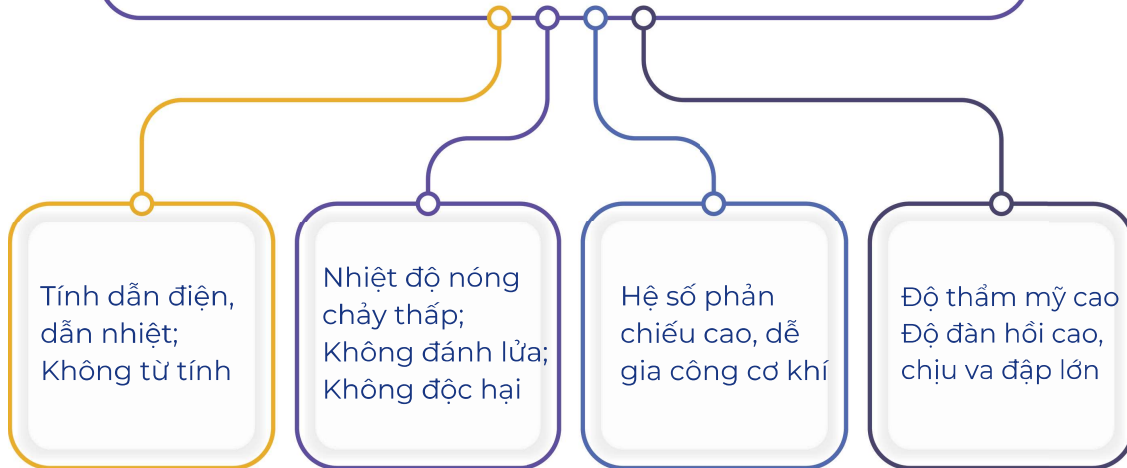 Tính dẫn điện,
dẫn nhiệt;
Không từ tính
Nhiệt độ nóng
chảy thấp;
Không đánh lửa;
Không độc hại
Hệ số phản
chiếu cao, dễ
gia công cơ khí
Độ thẩm mỹ cao
Độ đàn hồi cao,
chịu va đập lớn